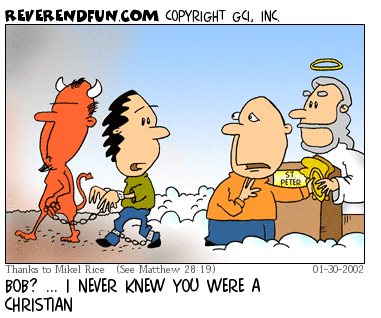 REVERENDFUN.COM COPYRIGHT GCI, INC.
ST. PETER
Thanks to Mikel Rice (See Matthew 28:19) 01-30-2002
BOB? ... I NEVER KNEW YOU WERE A
CHRISTIAN